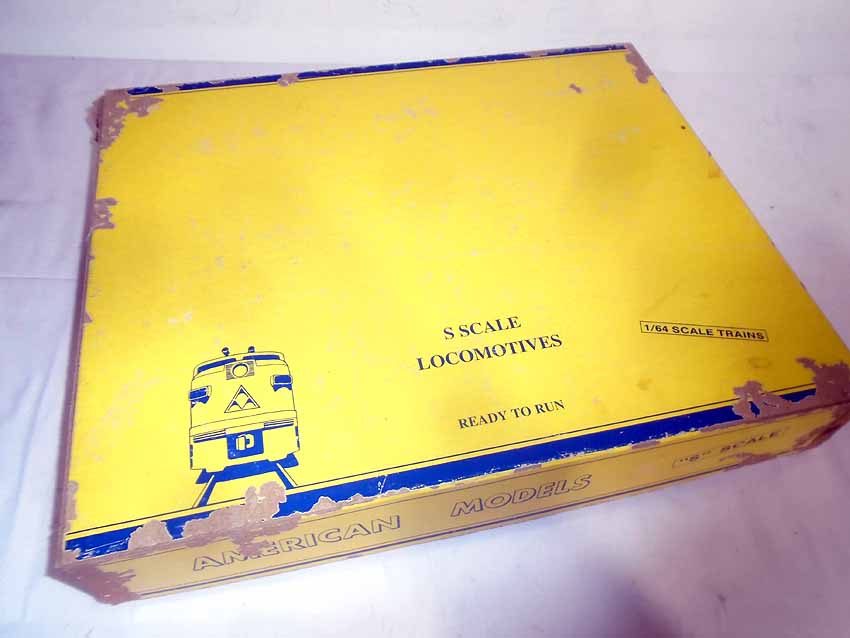 S SCALE
LOCOMOTIVES
READY TO RUN
1/64 SCALE TRAINS
AMERICAN MODELS
"S" SCALE